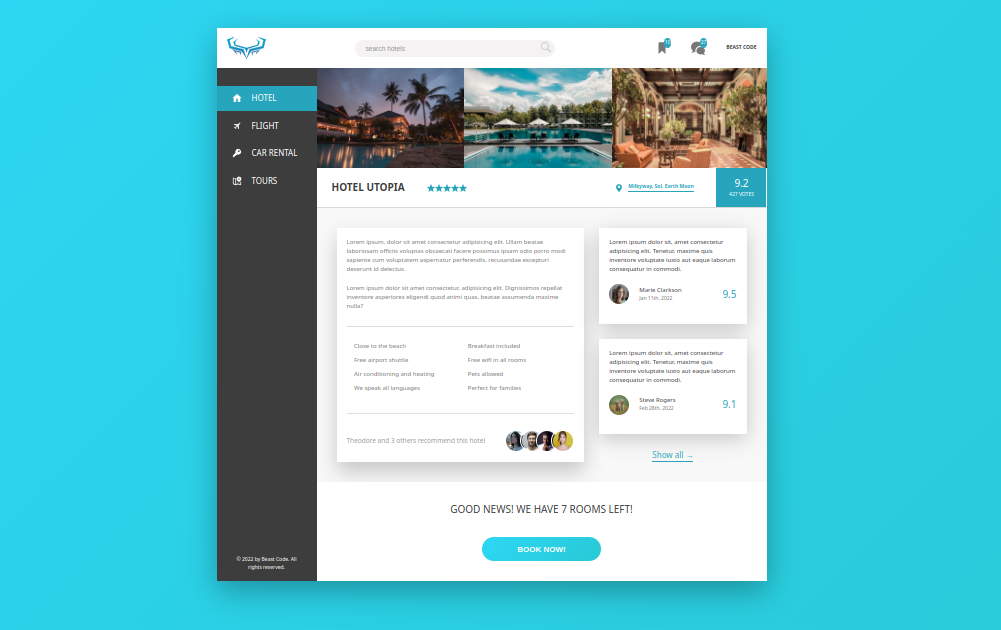 search hotels
BEAST CODE
HOTEL
FLIGHT
CAR RENTAL
TOURS
© 2022 by Beast Code. All
rights reserved.
HOTEL UTOPIA
Milkyway, Sol, Earth Moon
9.2
427 VOTES
Lorem ipsum, dolor sit amet consectetur adipisicing elit. Ullam beatae
laboriosam officiis voluptas obcaecati facere possimus ipsam odio porro modi
sapiente cum voluptatem aspernatur perferendis, recusandae excepturi
deserunt id delectus.
Lorem ipsum dolor sit amet consectetur, adipisicing elit. Dignissimos repellat
inventore asperiores eligendi quod animi quas, beatae assumenda maxime
nulla?
Close to the beach
Breakfast included
Free airport shuttle
Free wifi in all rooms
Air conditioning and heating
Pets allowed
We speak all languages
Perfect for families
Theodore and 3 others recommend this hotel
Lorem ipsum dolor sit, amet consectetur
adipisicing elit. Tenetur, maxime quis
inventore voluptate iusto aut eaque laborum
consequatur in commodi.
Marie Clarkson
Jan 11th, 2022
9.5
Lorem ipsum dolor sit, amet consectetur
adipisicing elit. Tenetur, maxime quis
inventore voluptate iusto aut eaque laborum
consequatur in commodi.
Steve Rogers
Feb 28th, 2022
9.1
Show all →
GOOD NEWS! WE HAVE 7 ROOMS LEFT!
BOOK NOW!